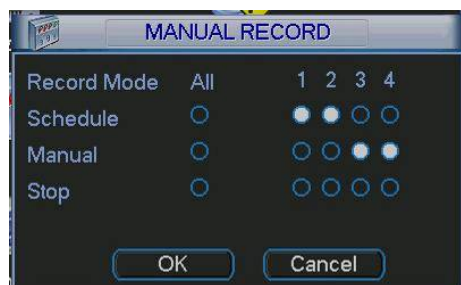 MANUAL RECORD
Record Mode All 1 2 3 4
Schedule
Manual
Stop
OK Cancel